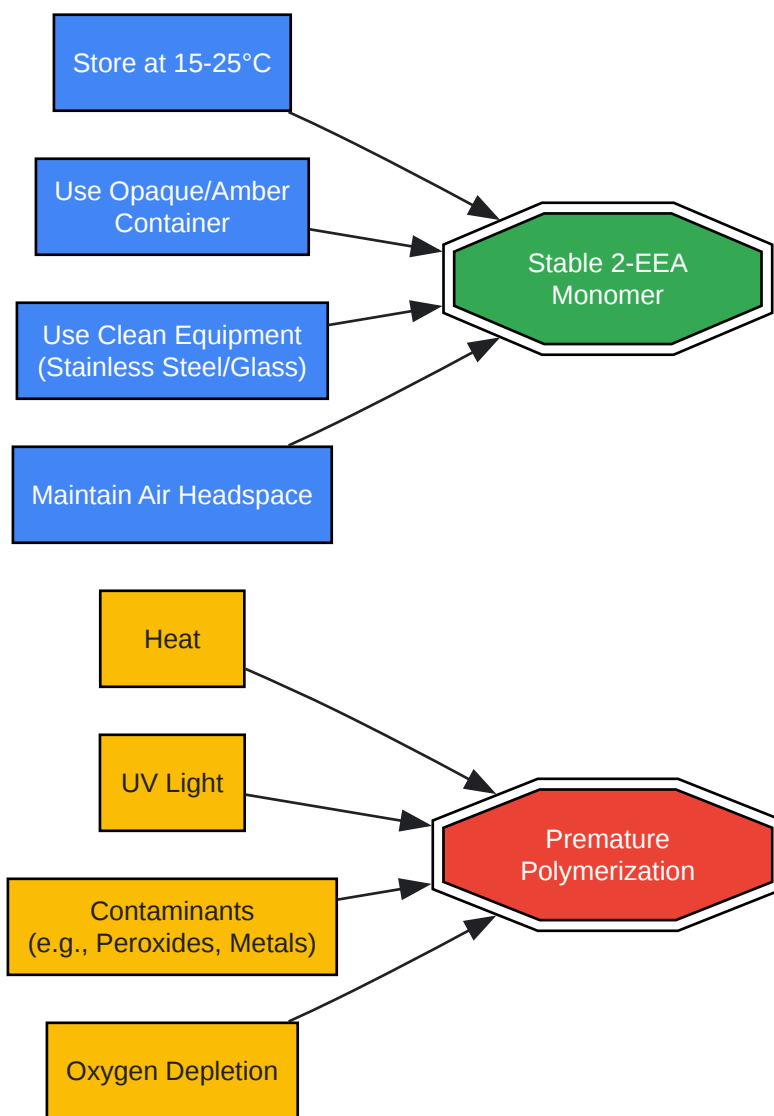 Store at 15-25°C
Use Opaque/Amber
Container
Use Clean Equipment
(Stainless Steel/Glass)
Maintain Air Headspace
Stable 2-EEA
Monomer
Heat
UV Light
Contaminants
(e.g., Peroxides, Metals)
Oxygen Depletion
Premature
Polymerization